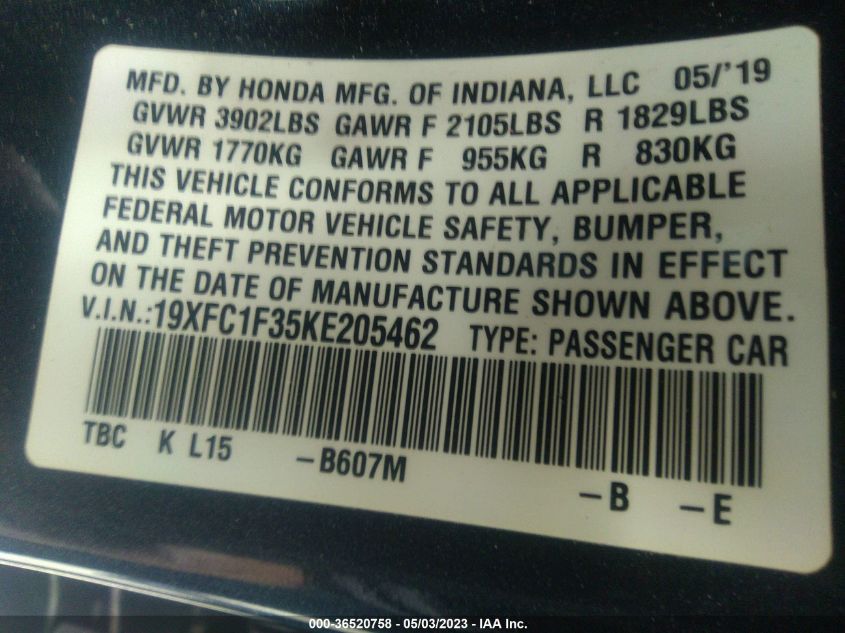 MFD. BY HONDA MFG. OF INDIANA, LLC 05/'19
GVWR 3902LBS GAWR F 2105LBS R 1829LBS
GVWR 1770KG GAWR F 955KG R 830KG
THIS VEHICLE CONFORMS TO ALL APPLICABLE
FEDERAL MOTOR VEHICLE SAFETY, BUMPER,
AND THEFT PREVENTION STANDARDS IN EFFECT
ON THE DATE OF MANUFACTURE SHOWN ABOVE.
V.I.N.:19XFC1F35KE205462 TYPE: PASSENGER CAR
TBC K L15 -B607M -B -E
000 - 36520758 - 05/03/2023 - IAA Inc.